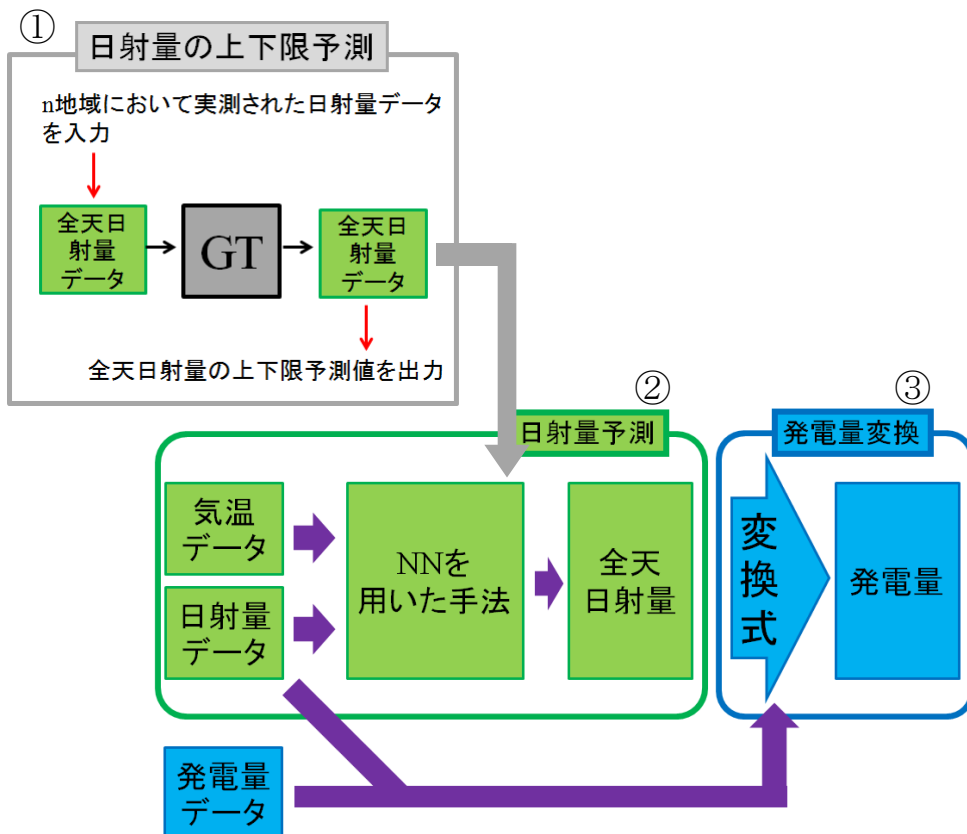 ①
日射量の上下限予測
n地域において実測された日射量データ
を入力
全天日
射量
データ
GT
全天日
射量
データ
全天日射量の上下限予測値を出力
②
日射量予測
気温
データ
日射量
データ
NNを
用いた手法
全天
日射量
③
発電量変換
変
換
式
発電量
発電量
データ